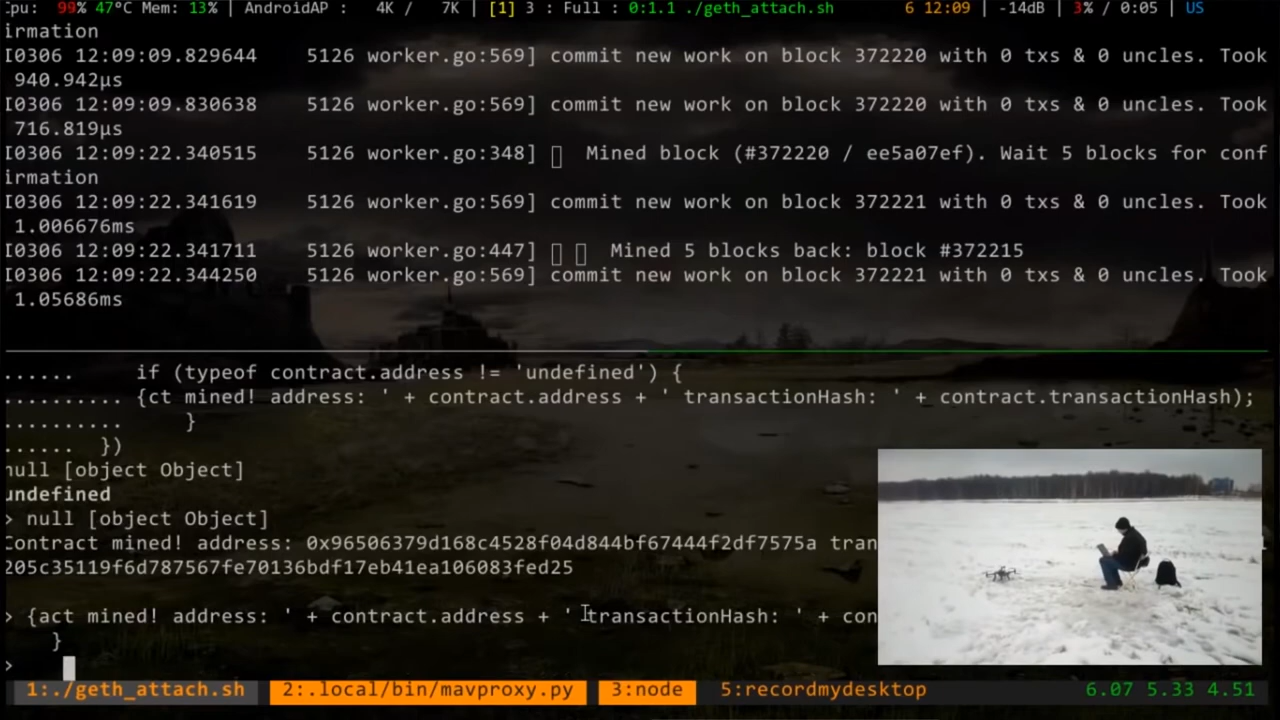 cpu: 99% 47°C Mem: 13% | AndroidAP : 4K / 7K | [1] 3 : Full : 0:1.1 ./geth_attach.sh 6 12:09 | -14dB | 3% / 0:05 | US
irmation
I0306 12:09:09.829644 5126 worker.go:569] commit new work on block 372220 with 0 txs & 0 uncles. Took
940.942µs
I0306 12:09:09.830638 5126 worker.go:569] commit new work on block 372220 with 0 txs & 0 uncles. Took
716.819µs
I0306 12:09:22.340515 5126 worker.go:348] Mined block (#372220 / ee5a07ef). Wait 5 blocks for conf
irmation
I0306 12:09:22.341619 5126 worker.go:569] commit new work on block 372221 with 0 txs & 0 uncles. Took
1.006676ms
I0306 12:09:22.341711 5126 worker.go:447] Mined 5 blocks back: block #372215
I0306 12:09:22.344250 5126 worker.go:569] commit new work on block 372221 with 0 txs & 0 uncles. Took
1.05686ms
...... if (typeof contract.address != 'undefined') {
.......... {ct mined! address: ' + contract.address + ' transactionHash: ' + contract.transactionHash);
.......... }
...... })
null [object Object]
undefined
> null [object Object]
Contract mined! address: 0x96506379d168c4528f04d844bf67444f2df7575a tran
205c35119f6d787567fe70136bdf17eb41ea106083fed25
> {act mined! address: ' + contract.address + ' transactionHash: ' + con
}
>
1:./geth_attach.sh 2:.local/bin/mavproxy.py 3:node 5:recordmydesktop 6.07 5.33 4.51